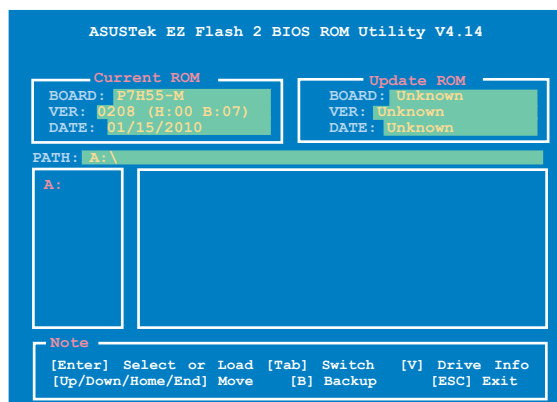 ASUSTek EZ Flash 2 BIOS ROM Utility V4.14
Current ROM
BOARD: P7H55-M
VER: 0208 (H:00 B:07)
DATE: 01/15/2010
Update ROM
BOARD: Unknown
VER: Unknown
DATE: Unknown
PATH: A:\
A:
Note
[Enter] Select or Load [Tab] Switch [V] Drive Info
[Up/Down/Home/End] Move [B] Backup [ESC] Exit